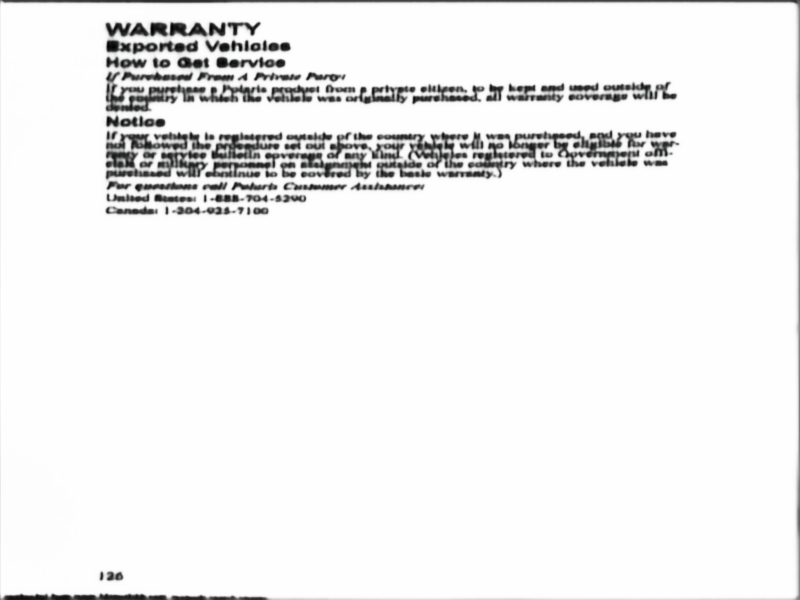 WARRANTY
Exported Vehicles
How to Get Service
If Purchased From A Private Party:
If you purchase a Polaris product from a private citizen, to be kept and used outside of
the country in which the vehicle was originally purchased, all warranty coverage will be
denied.
Notice
If your vehicle is registered outside of the country where it was purchased, and you have
not followed the procedure set out above, your vehicle will no longer be eligible for war-
ranty or service bulletin coverage of any kind. (Vehicles registered to Government offi-
cials or military personnel on assignment outside of the country where the vehicle was
purchased will continue to be covered by the basic warranty.)
For questions call Polaris Customer Assistance:
United States: 1-888-704-5290
Canada: 1-204-925-7100
126